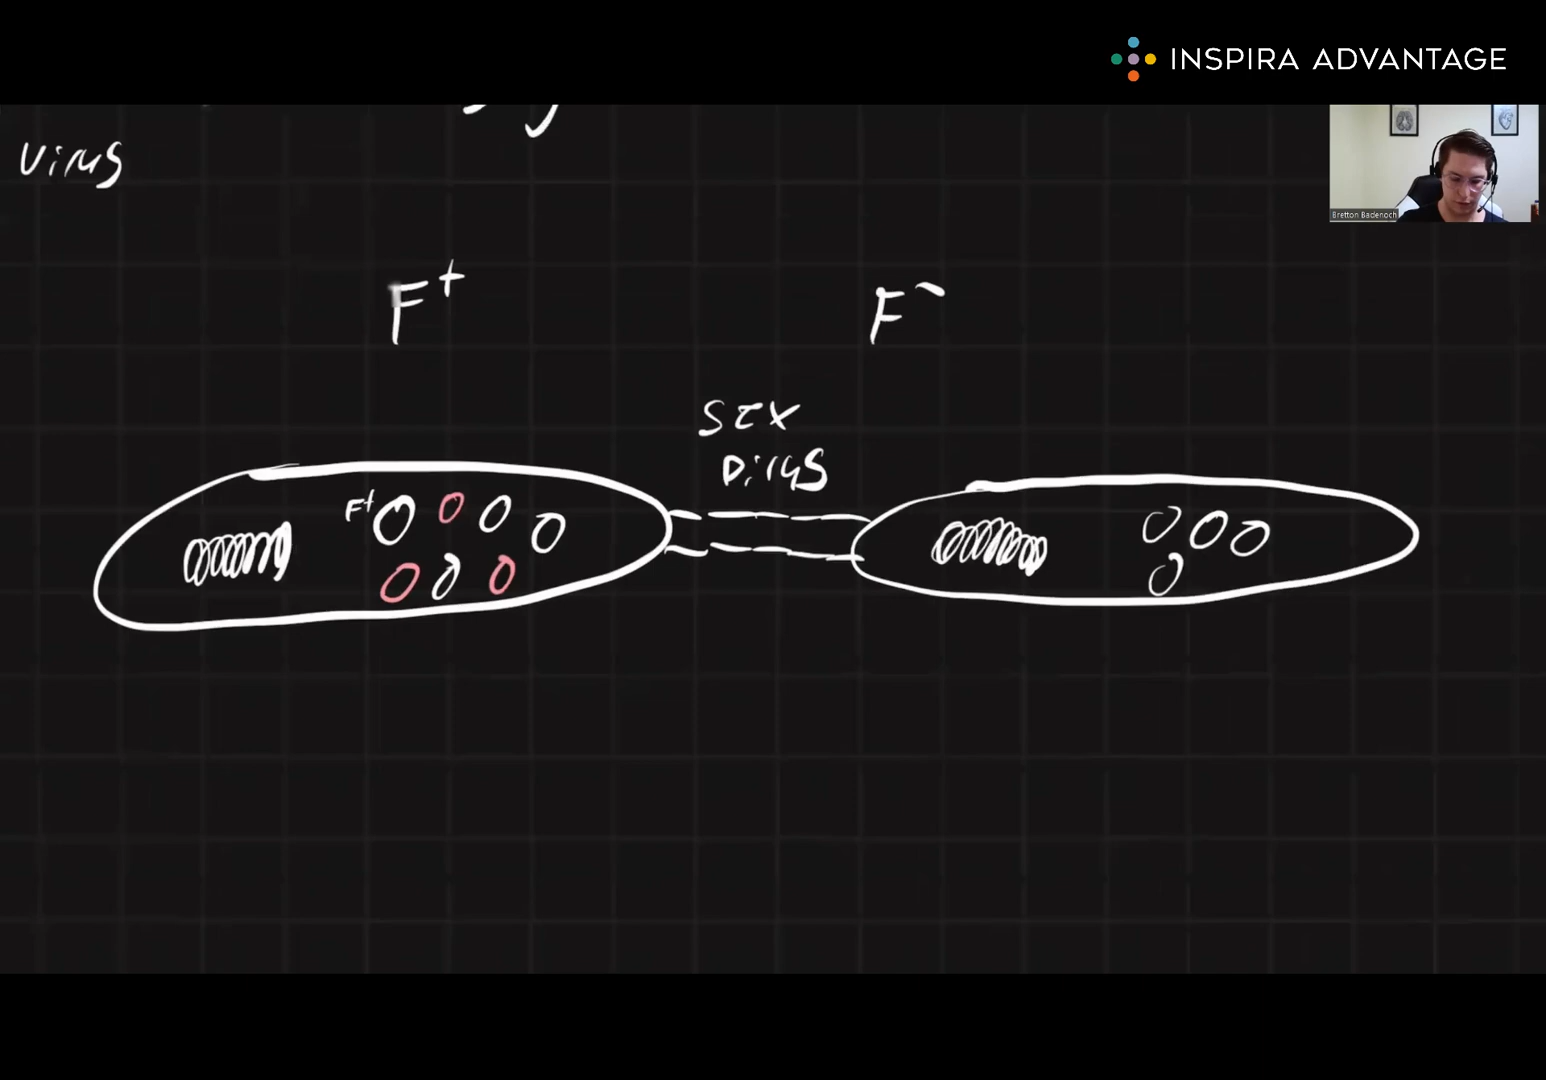 INSPIRA ADVANTAGE
Virus
Bretton Badenoch
F+
F-
SEX
Pilus
F+